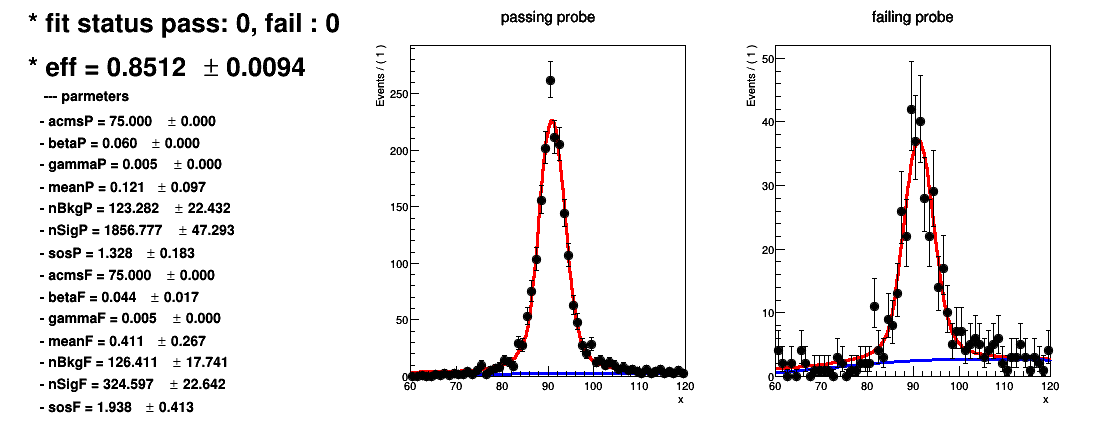 * fit status pass: 0, fail : 0
* eff = 0.8512 ± 0.0094
--- parmeters
- acmsP = 75.000 ± 0.000
- betaP = 0.060 ± 0.000
- gammaP = 0.005 ± 0.000
- meanP = 0.121 ± 0.097
- nBkgP = 123.282 ± 22.432
- nSigP = 1856.777 ± 47.293
- sosP = 1.328 ± 0.183
- acmsF = 75.000 ± 0.000
- betaF = 0.044 ± 0.017
- gammaF = 0.005 ± 0.000
- meanF = 0.411 ± 0.267
- nBkgF = 126.411 ± 17.741
- nSigF = 324.597 ± 22.642
- sosF = 1.938 ± 0.413
passing probe
Events / ( 1 )
250
200
150
100
50
0
60 70 80 90 100 110 120
x
failing probe
Events / ( 1 )
50
40
30
20
10
0
60 70 80 90 100 110 120
x